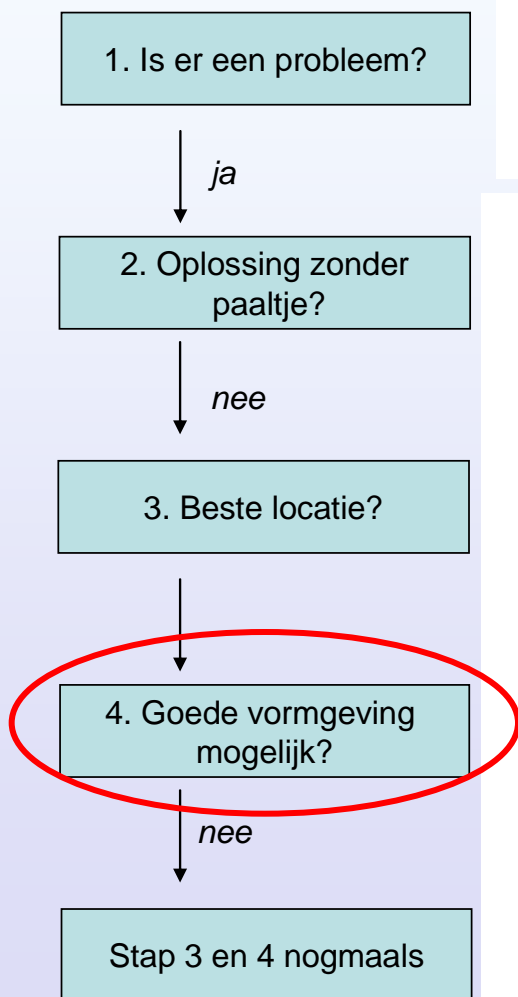 1. Is er een probleem?
ja
2. Oplossing zonder
paaltje?
nee
3. Beste locatie?
4. Goede vormgeving
mogelijk?
nee
Stap 3 en 4 nogmaals